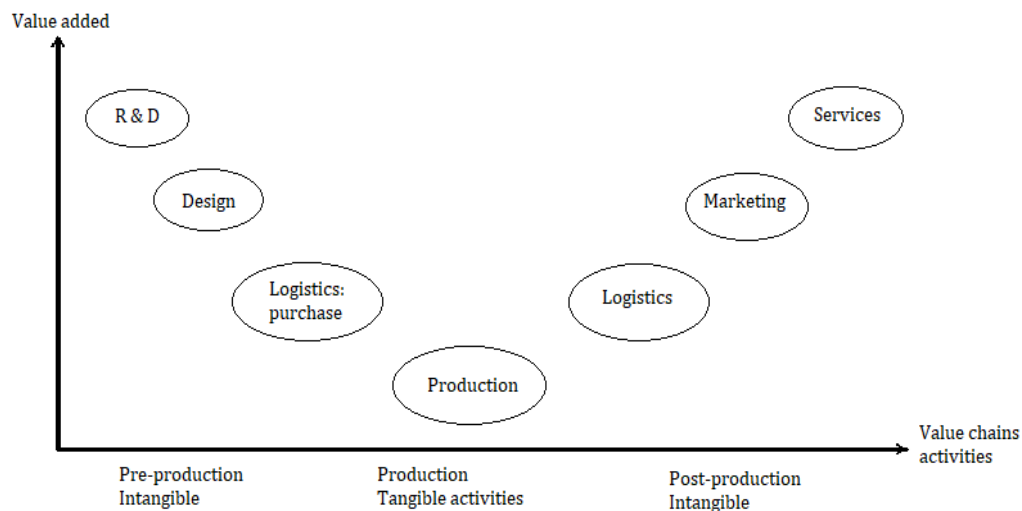 Value added
R & D
Services
Design
Marketing
Logistics:
purchase
Logistics
Production
Value chains
activities
Pre-production
Intangible
Production
Tangible activities
Post-production
Intangible